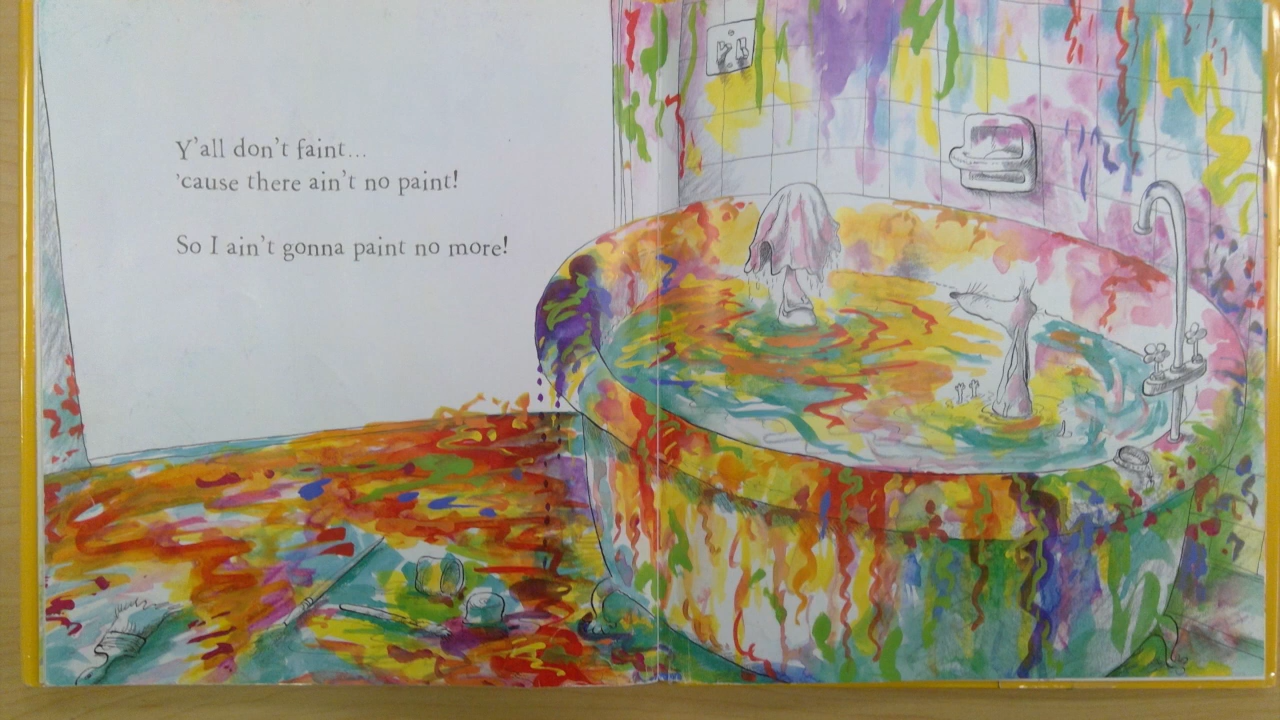 Y'all don't faint...
'cause there ain't no paint!
So I ain't gonna paint no more!